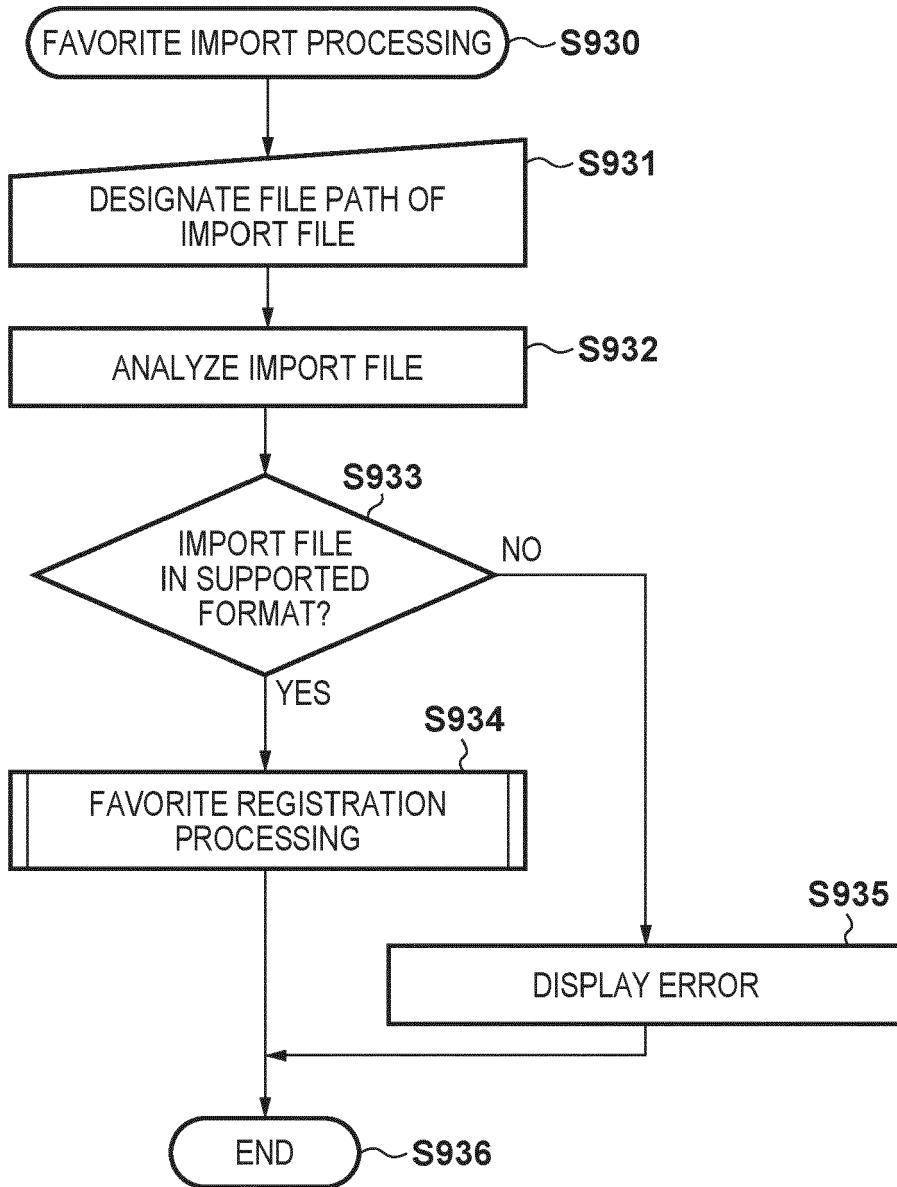 FAVORITE IMPORT PROCESSING S930
S931
DESIGNATE FILE PATH OF
IMPORT FILE
S932
ANALYZE IMPORT FILE
S933
IMPORT FILE
IN SUPPORTED
FORMAT?
NO
YES
S934
FAVORITE REGISTRATION
PROCESSING
S935
DISPLAY ERROR
END S936